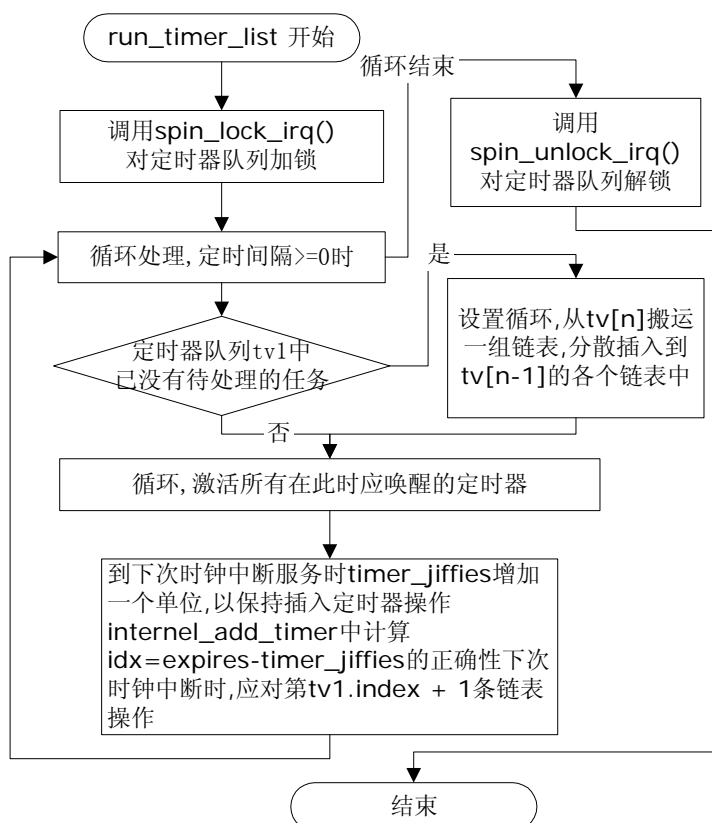 run_timer_list 开始
循环结束
调用spin_lock_irq()
对定时器队列加锁
调用
spin_unlock_irq()
对定时器队列解锁
循环处理,定时间隔>=0时
是
定时器队列tv1中
已没有待处理的任务
设置循环,从tv[n]搬运
一组链表,分散插入到
tv[n-1]的各个链表中
否
循环,激活所有在此时应唤醒的定时器
到下次时钟中断服务时timer_jiffies增加
一个单位,以保持插入定时器操作
internel_add_timer中计算
idx=expires-timer_jiffies的正确性下次
时钟中断时,应对第tv1.index + 1条链表
操作
结束